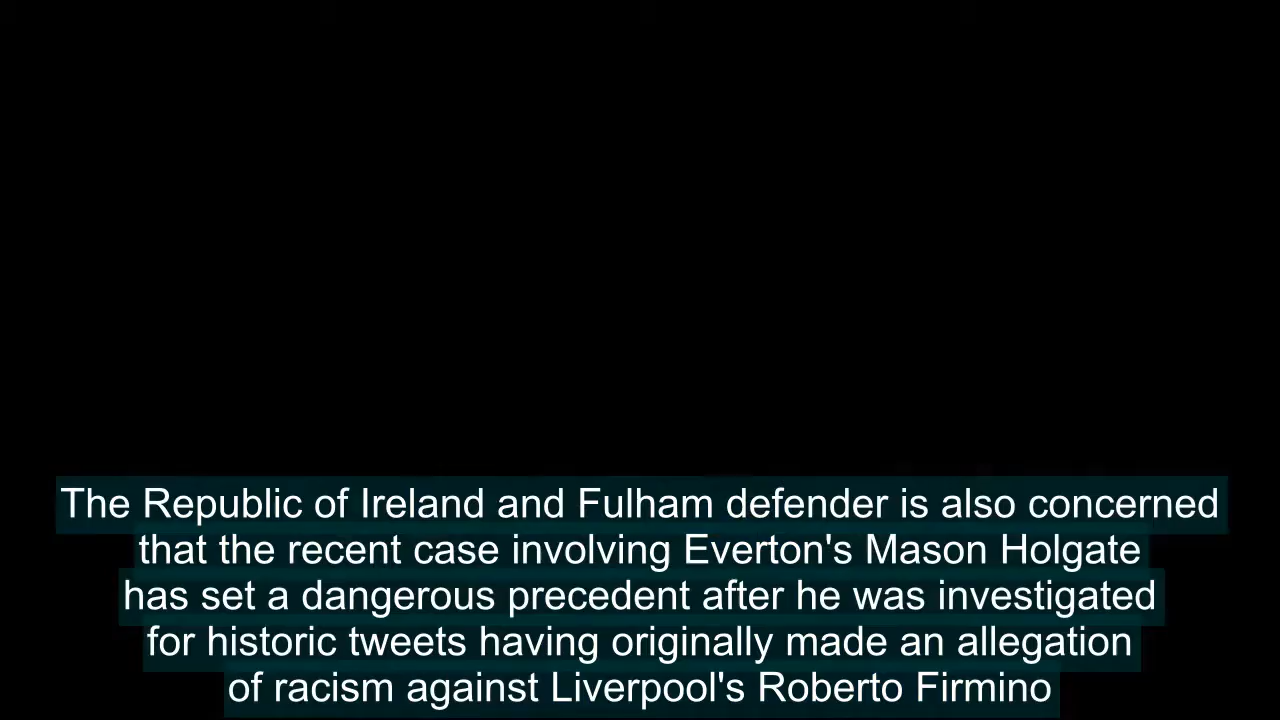 The Republic of Ireland and Fulham defender is also concerned
that the recent case involving Everton's Mason Holgate
has set a dangerous precedent after he was investigated
for historic tweets having originally made an allegation
of racism against Liverpool's Roberto Firmino